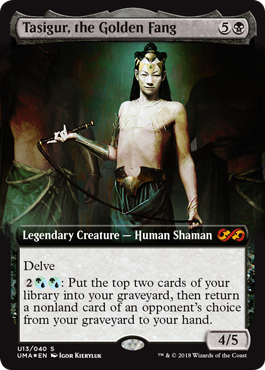 Tasigur, the Golden Fang 5
Legendary Creature — Human Shaman
Delve
2: Put the top two cards of your
library into your graveyard, then return
a nonland card of an opponent's choice
from your graveyard to your hand.
4/5
U13/040 S
UMA★EN Igor Kieryluk
™ & © 2018 Wizards of the Coast